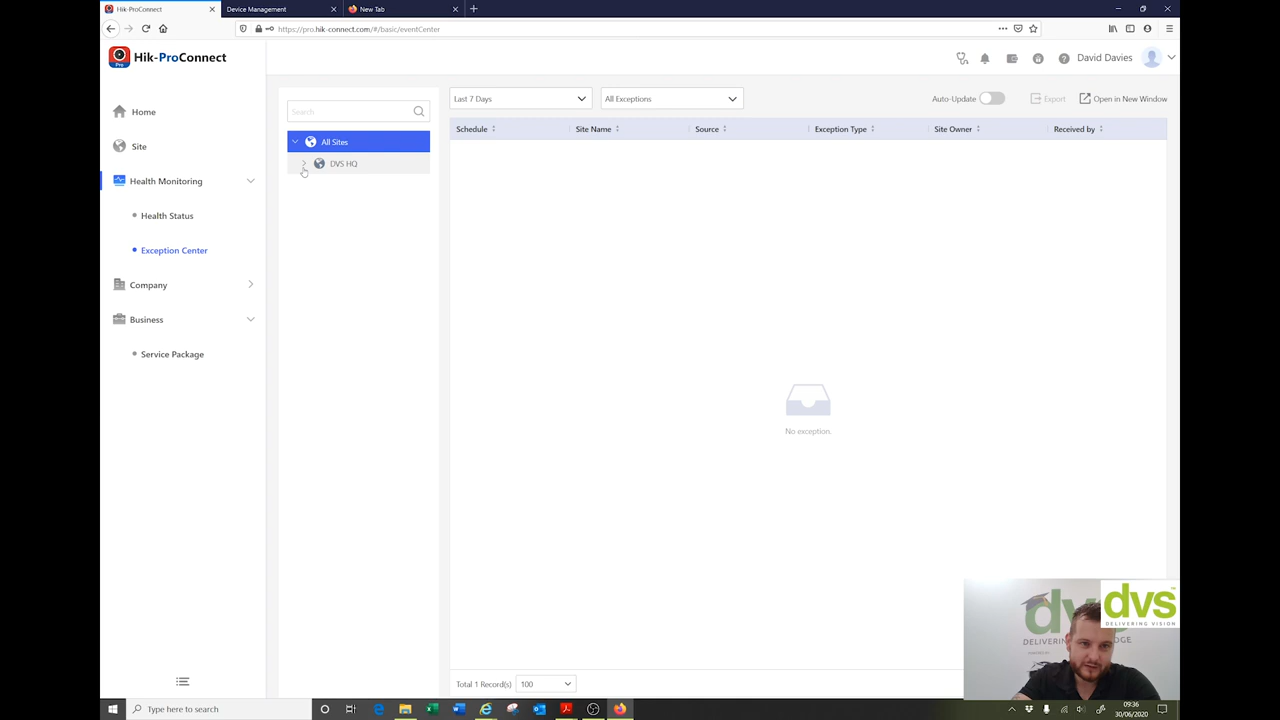 Hik-ProConnect
Device Management
New Tab
https://pro.hik-connect.com/#/basic/eventCenter
Pro
Hik-ProConnect
David Davies
Home
Site
Health Monitoring
Health Status
Exception Center
Company
Business
Service Package
Search
All Sites
DVS HQ
Last 7 Days
All Exceptions
Auto-Update
Export
Open in New Window
Schedule
Site Name
Source
Exception Type
Site Owner
Received by
No exception.
Total 1 Record(s)
100
dvs
DELIVERING VISION
Type here to search
09:36
30/06/2020